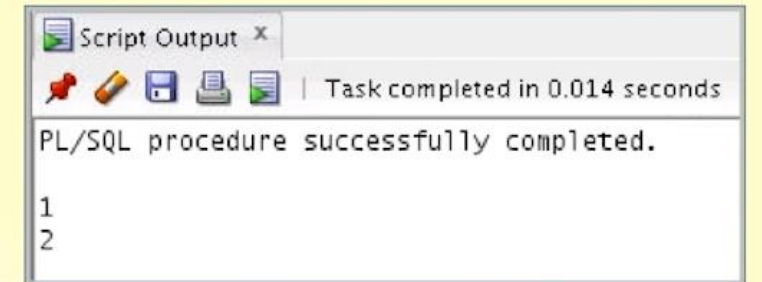 Script Output x
Task completed in 0.014 seconds
PL/SQL procedure successfully completed.
1
2